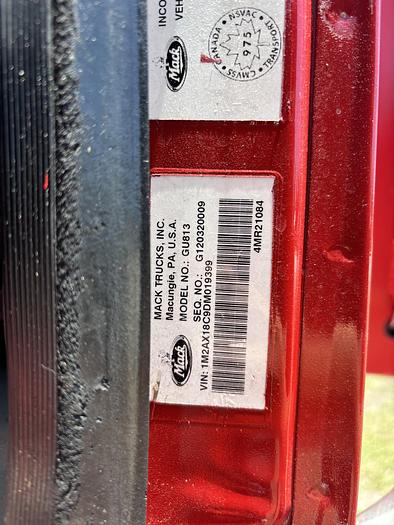 INCO
VEH
Mack
NSVAC
CANADA
975
TRANSPORT
CMVSS
MACK TRUCKS, INC.
Macungie, PA, U.S.A.
MODEL NO.: GU813
SEQ. NO.: G120320009
Mack
VIN: 1M2AX18C9DM019399
4MR21084